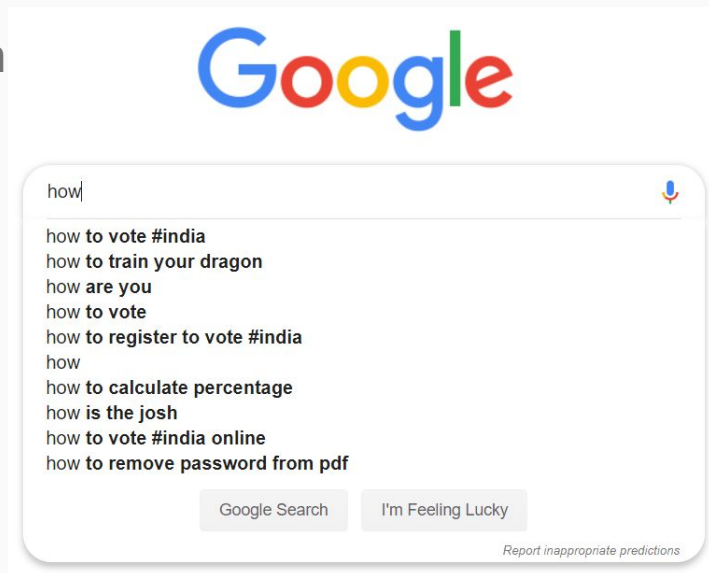 Google
how
how to vote #india
how to train your dragon
how are you
how to vote
how to register to vote #india
how
how to calculate percentage
how is the josh
how to vote #india online
how to remove password from pdf
Google Search I'm Feeling Lucky
Report inappropriate predictions